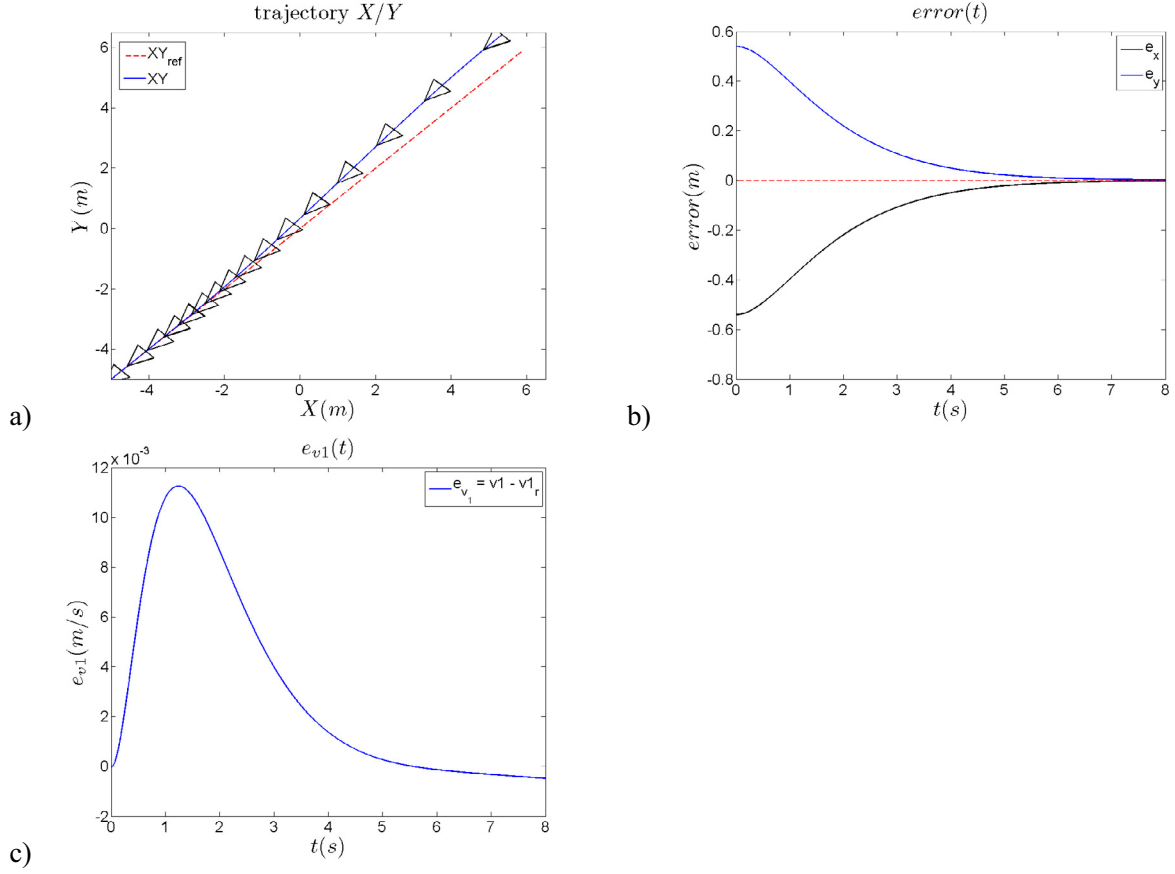 trajectory X/Y
XY_ref
XY
6
4
2
0
-2
-4
Y(m)
-4
-2
0
2
4
6
X(m)
a)
error(t)
e_x
e_y
0.6
0.4
0.2
0
-0.2
-0.4
-0.6
-0.8
error(m)
0
1
2
3
4
5
6
7
8
t(s)
b)
e_v1(t)
12 x 10^-3
e_v_1 = v1 - v1_r
10
8
6
4
2
0
-2
e_v1(m/s)
0
1
2
3
4
5
6
7
8
t(s)
c)